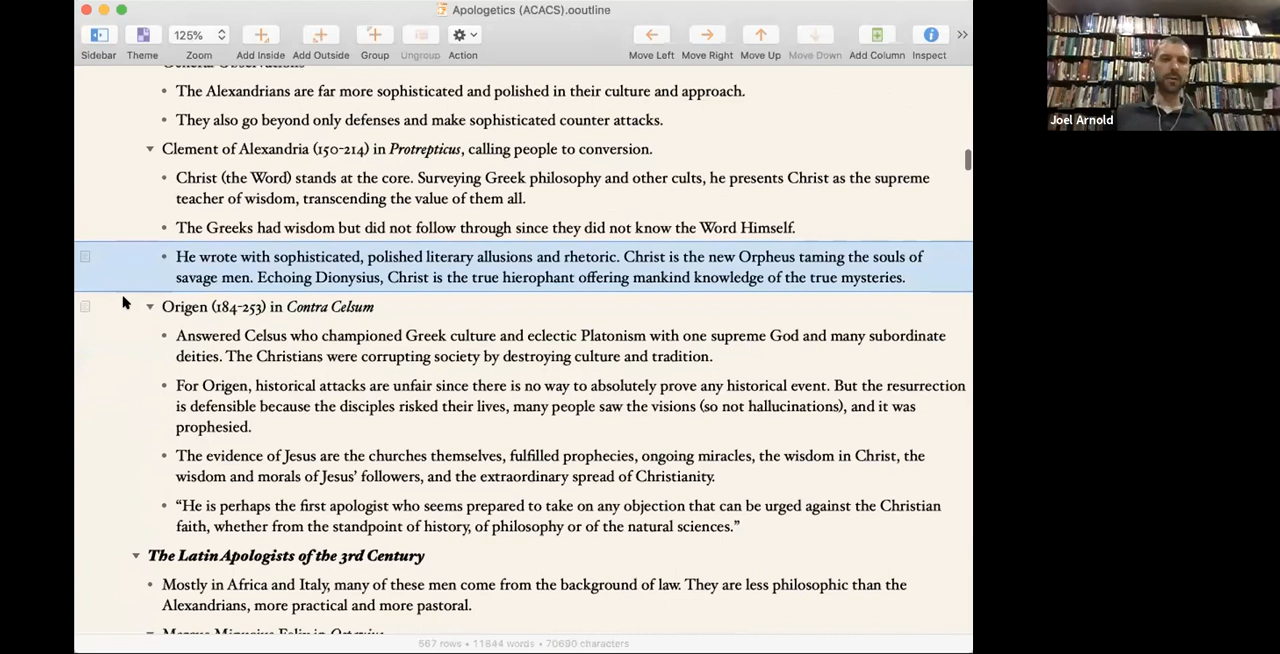 Apologetics (ACACS).ooutline
125%
Sidebar Theme Zoom Add Inside Add Outside Group Ungroup Action Move Left Move Right Move Up Move Down Add Column Inspect
Joel Arnold
General Observations
• The Alexandrians are far more sophisticated and polished in their culture and approach.
• They also go beyond only defenses and make sophisticated counter attacks.
Clement of Alexandria (150-214) in Protrepticus, calling people to conversion.
• Christ (the Word) stands at the core. Surveying Greek philosophy and other cults, he presents Christ as the supreme
teacher of wisdom, transcending the value of them all.
• The Greeks had wisdom but did not follow through since they did not know the Word Himself.
• He wrote with sophisticated, polished literary allusions and rhetoric. Christ is the new Orpheus taming the souls of
savage men. Echoing Dionysius, Christ is the true hierophant offering mankind knowledge of the true mysteries.
Origen (184-253) in Contra Celsum
• Answered Celsus who championed Greek culture and eclectic Platonism with one supreme God and many subordinate
deities. The Christians were corrupting society by destroying culture and tradition.
• For Origen, historical attacks are unfair since there is no way to absolutely prove any historical event. But the resurrection
is defensible because the disciples risked their lives, many people saw the visions (so not hallucinations), and it was
prophesied.
• The evidence of Jesus are the churches themselves, fulfilled prophecies, ongoing miracles, the wisdom in Christ, the
wisdom and morals of Jesus' followers, and the extraordinary spread of Christianity.
• “He is perhaps the first apologist who seems prepared to take on any objection that can be urged against the Christian
faith, whether from the standpoint of history, of philosophy or of the natural sciences.”
The Latin Apologists of the 3rd Century
• Mostly in Africa and Italy, many of these men come from the background of law. They are less philosophic than the
Alexandrians, more practical and more pastoral.
Marcus Minucius Felix in Octavius
567 rows • 11844 words • 70690 characters